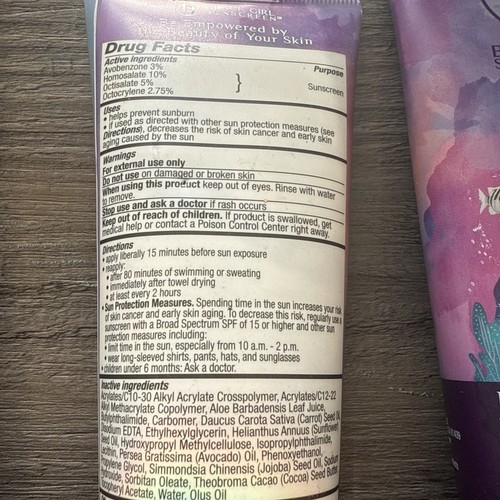 GIRL
SUNSCREEN™
Be Empowered by
The Beauty of Your Skin
Drug Facts
Active ingredients
Purpose
Avobenzone 3%
Homosalate 10%
Octisalate 5%
Octocrylene 2.75%
} Sunscreen
Uses
• helps prevent sunburn
• if used as directed with other sun protection measures (see
Directions), decreases the risk of skin cancer and early skin
aging caused by the sun
Warnings
For external use only
Do not use on damaged or broken skin
When using this product keep out of eyes. Rinse with water
to remove.
Stop use and ask a doctor if rash occurs
Keep out of reach of children. If product is swallowed, get
medical help or contact a Poison Control Center right away.
Directions
• apply liberally 15 minutes before sun exposure
• reapply:
• after 80 minutes of swimming or sweating
• immediately after towel drying
• at least every 2 hours
• Sun Protection Measures. Spending time in the sun increases your risk
of skin cancer and early skin aging. To decrease this risk, regularly use a
sunscreen with a Broad Spectrum SPF of 15 or higher and other sun
protection measures including:
• limit time in the sun, especially from 10 a.m. - 2 p.m.
• wear long-sleeved shirts, pants, hats, and sunglasses
• children under 6 months: Ask a doctor.
Inactive ingredients
Acrylates/C10-30 Alkyl Acrylate Crosspolymer, Acrylates/C12-22
Alkyl Methacrylate Copolymer, Aloe Barbadensis Leaf Juice,
Butylphthalimide, Carbomer, Daucus Carota Sativa (Carrot) Seed Oil,
Disodium EDTA, Ethylhexylglycerin, Helianthus Annuus (Sunflower)
Seed Oil, Hydroxypropyl Methylcellulose, Isopropylphthalimide,
Lecithin, Persea Gratissima (Avocado) Oil, Phenoxyethanol,
Propylene Glycol, Simmondsia Chinensis (Jojoba) Seed Oil, Sodium
Sorbitan Oleate, Theobroma Cacao (Cocoa) Seed Butter,
Tocopheryl Acetate, Water, Olus Oil